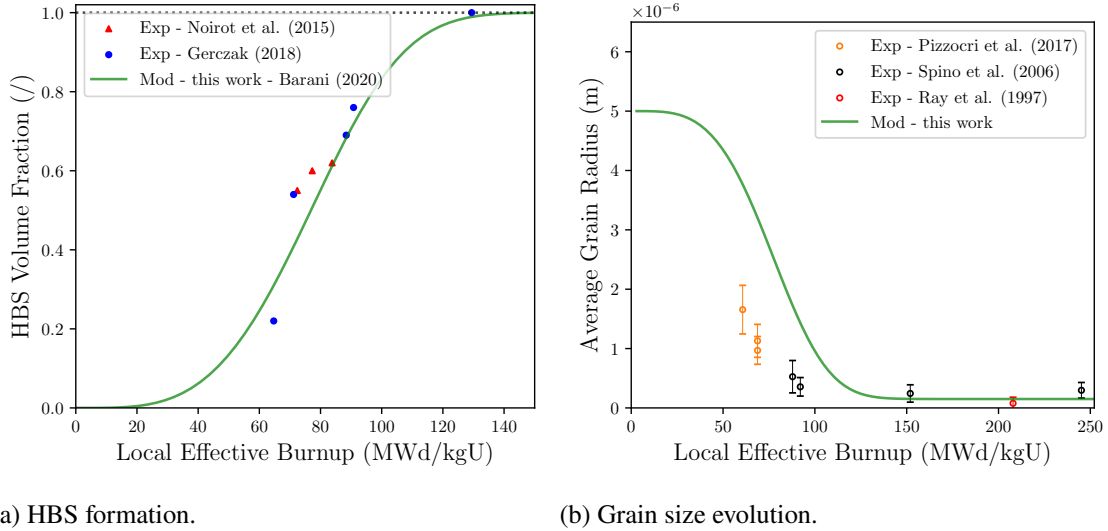 1.0
0.8
0.6
0.4
0.2
0.0
HBS Volume Fraction (/)
Exp - Noirot et al. (2015)
Exp - Gerczak (2018)
Mod - this work - Barani (2020)
0 20 40 60 80 100 120 140
Local Effective Burnup (MWd/kgU)
a) HBS formation.
×10⁻⁶
6
5
4
3
2
1
0
Average Grain Radius (m)
Exp - Pizzocri et al. (2017)
Exp - Spino et al. (2006)
Exp - Ray et al. (1997)
Mod - this work
0 50 100 150 200 250
Local Effective Burnup (MWd/kgU)
(b) Grain size evolution.